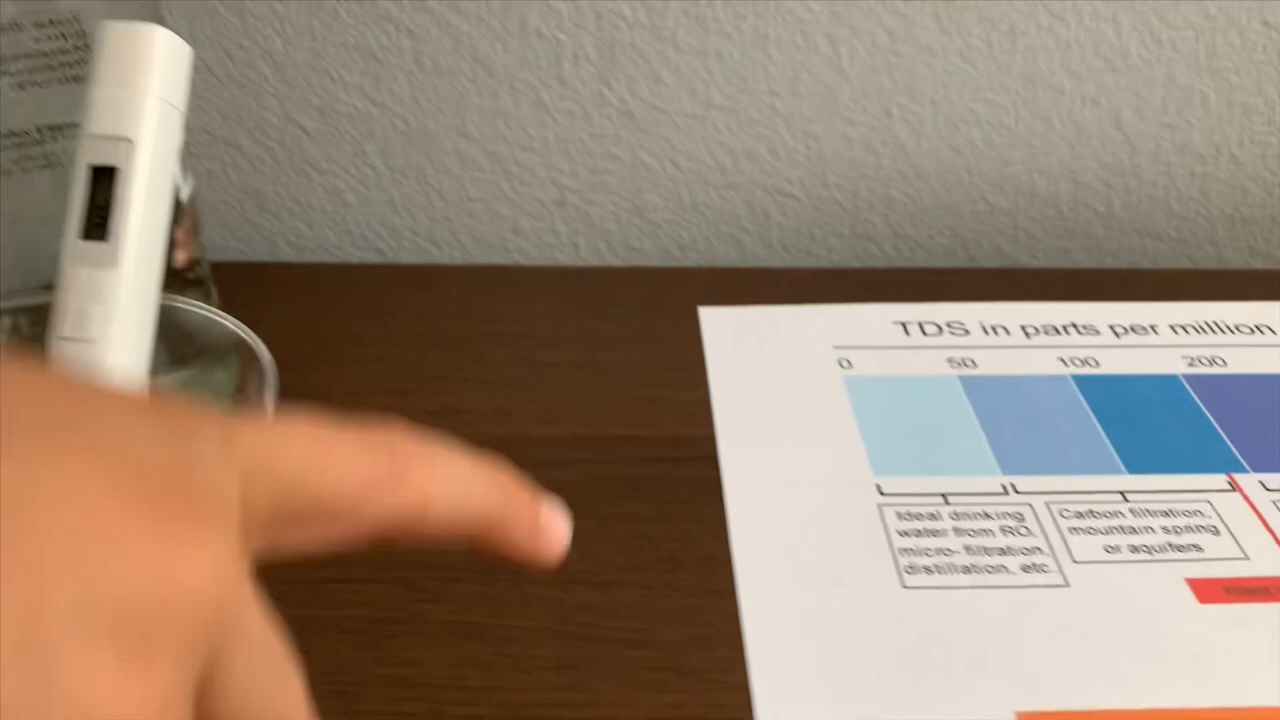 TDS in parts per million
0 50 100 200
Ideal drinking
water from RO,
micro- filtration,
distillation, etc.
Carbon filtration,
mountain spring
or aquifers